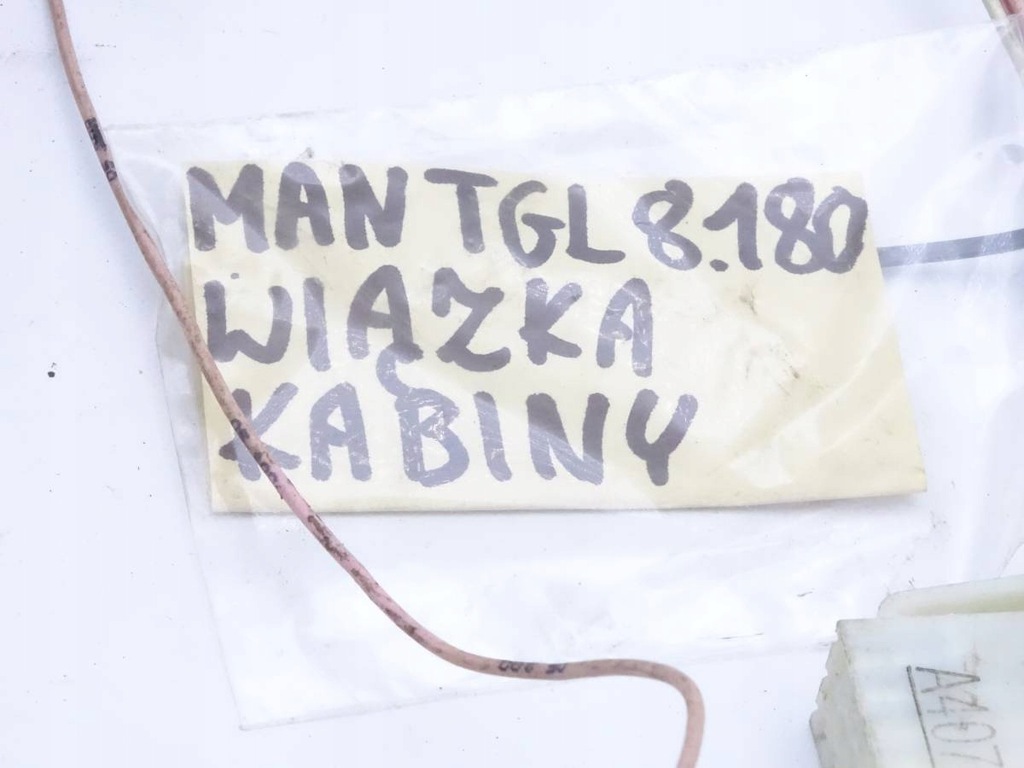 MAN TGL 8.180
WIĄZKA
KABINY
A407